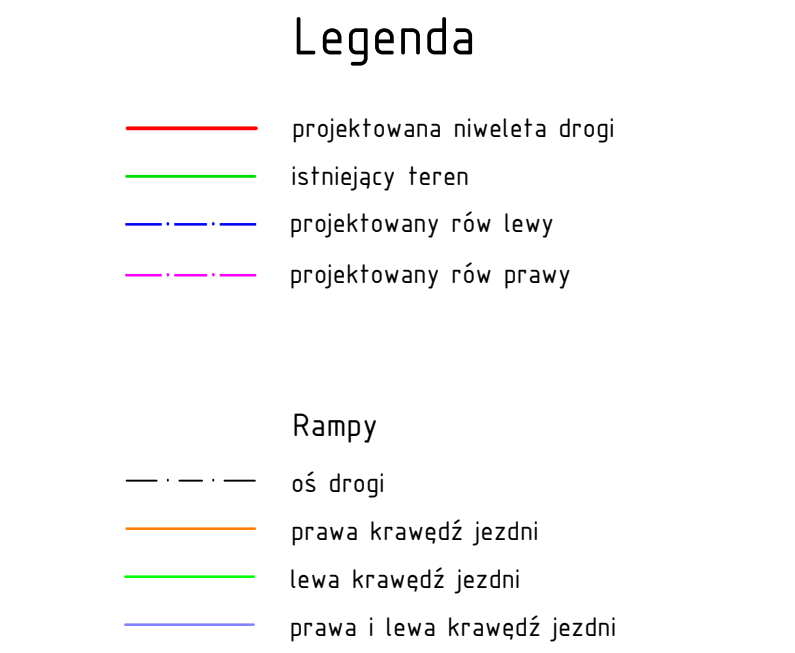 Legenda
projektowana niweleta drogi
istniejący teren
projektowany rów lewy
projektowany rów prawy
Rampy
oś drogi
prawa krawędź jezdni
lewa krawędź jezdni
prawa i lewa krawędź jezdni